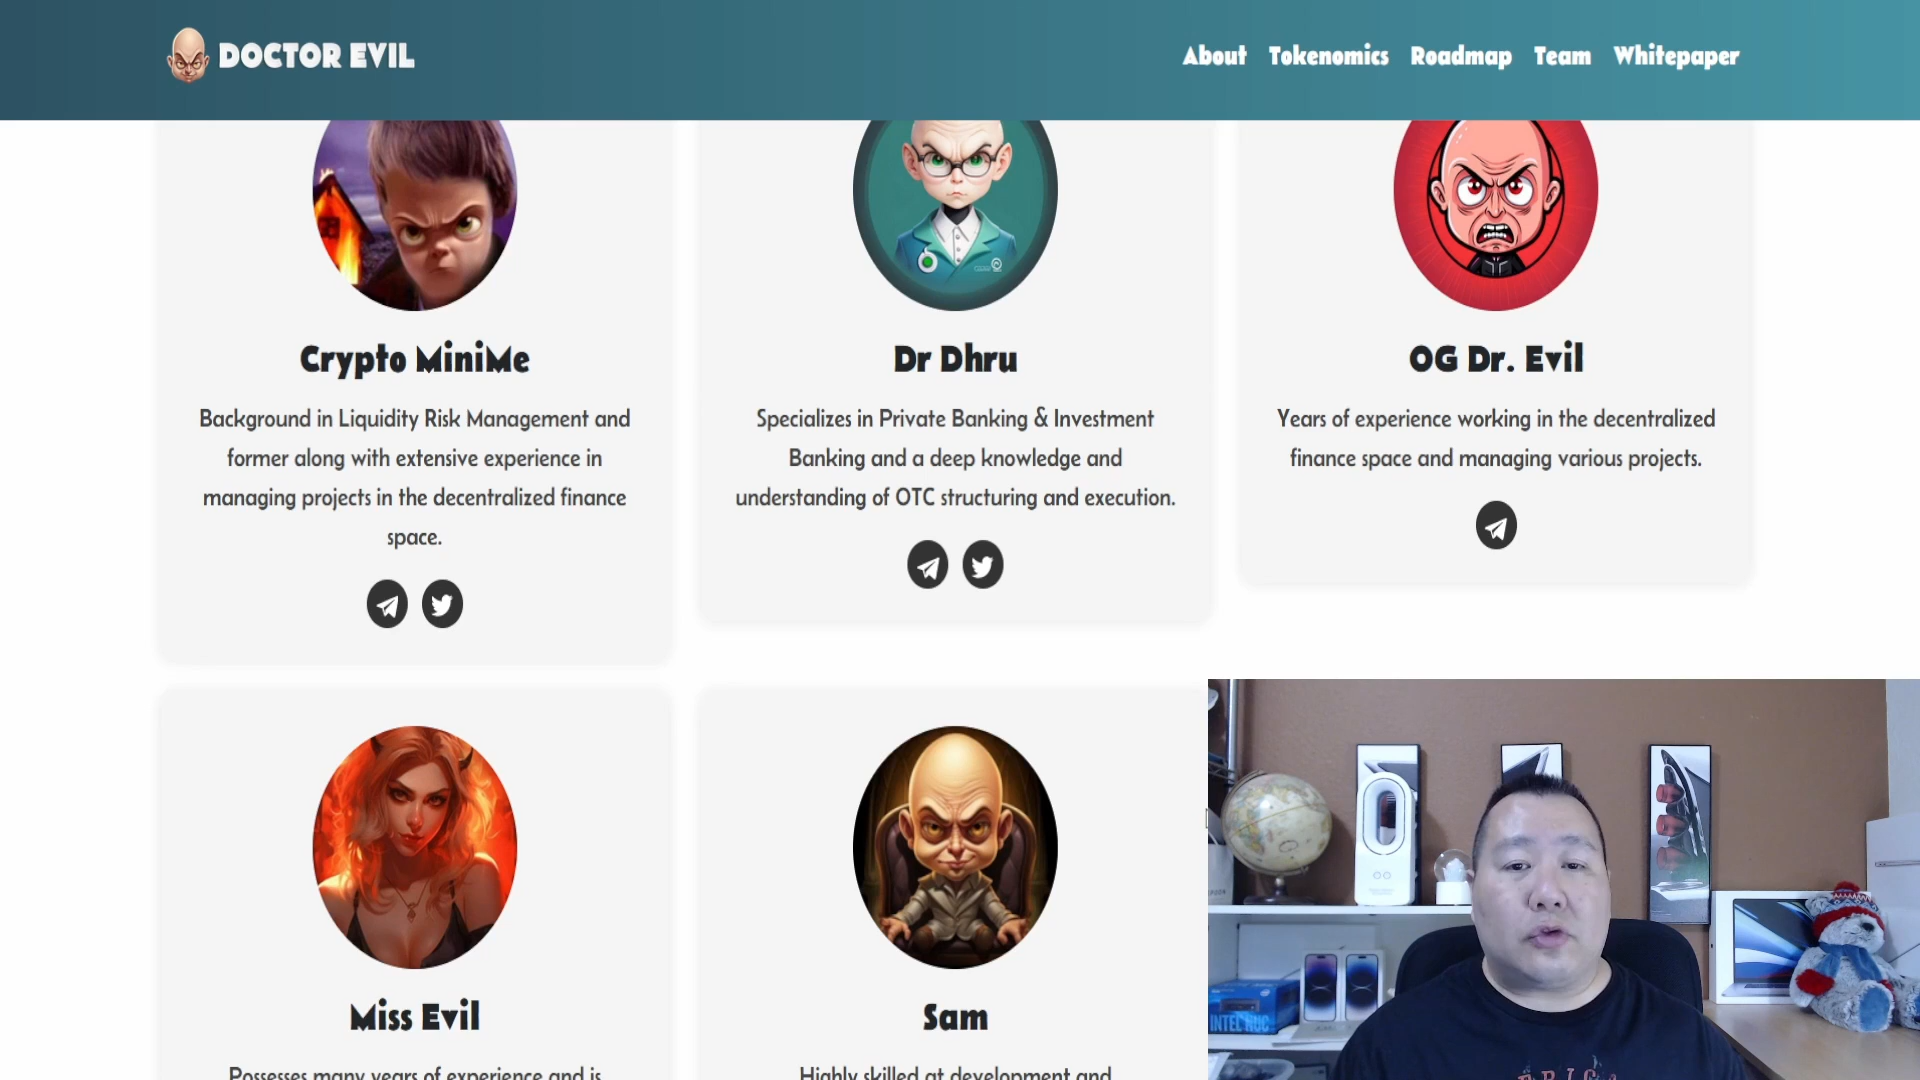 DOCTOR EVIL
About Tokenomics Roadmap Team Whitepaper
Crypto MiniMe
Background in Liquidity Risk Management and
former along with extensive experience in
managing projects in the decentralized finance
space.
Dr Dhru
Specializes in Private Banking & Investment
Banking and a deep knowledge and
understanding of OTC structuring and execution.
OG Dr. Evil
Years of experience working in the decentralized
finance space and managing various projects.
Miss Evil
Possesses many years of experience and is
Sam
Highly skilled at development and
INTEL NUC